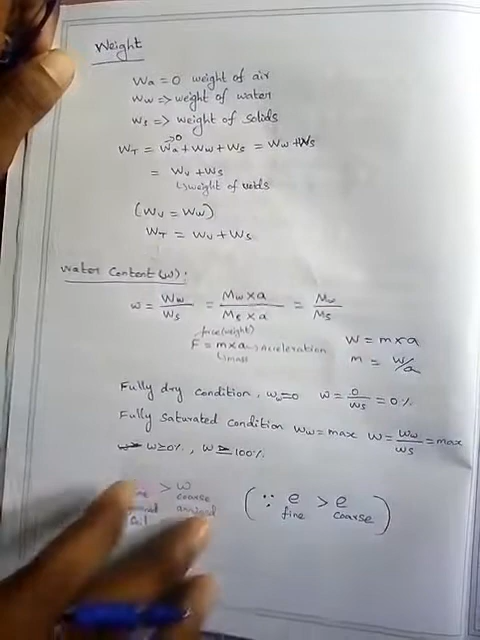 Weight
Wa = 0 weight of air
Ww => weight of water
Ws => weight of solids
WT = Wa→0 + Ww + Ws = Ww + Ws
= Wv + Ws
↳ weight of voids
(Wv = Ww)
WT = Wv + Ws
Water Content (w) :
w = Ww/Ws = Mw × a/Ms × a = Mw/Ms
force (weight)
F = m × a → Acceleration
↳ mass
W = m × a
m = W/a
Fully dry condition, ww = 0 w = 0/Ws = 0%
Fully Saturated condition Ww = max w = Ww/Ws = max
w ≥ 0%, w ≥ 100%
> w
coarse
(∵ e fine > e coarse)